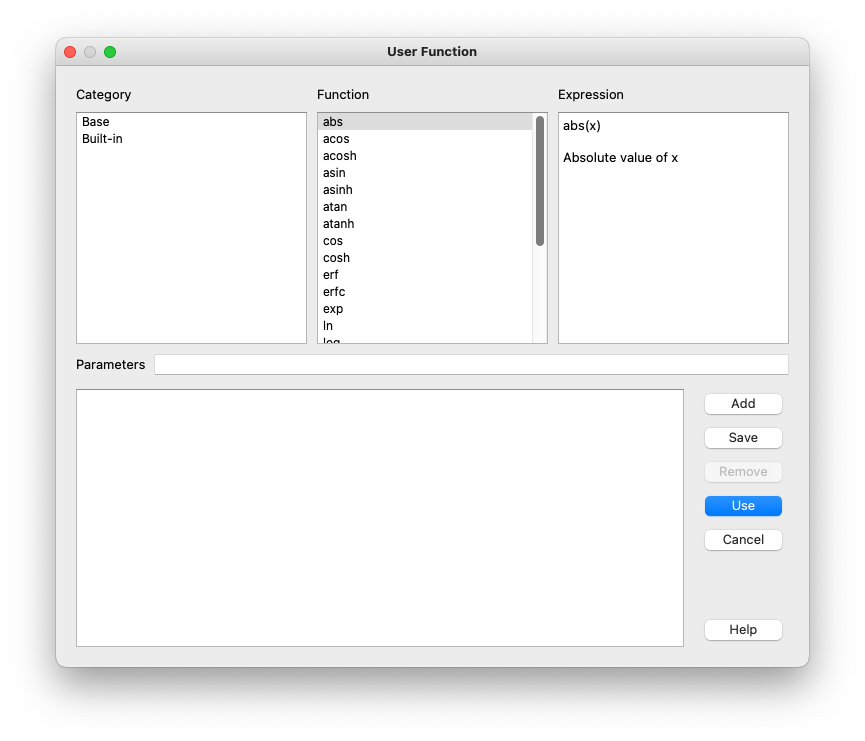 User Function
Category
Function
Expression
Base
Built-in
abs
acos
acosh
asin
asinh
atan
atanh
cos
cosh
erf
erfc
exp
ln
log
abs(x)
Absolute value of x
Parameters
Add
Save
Remove
Use
Cancel
Help